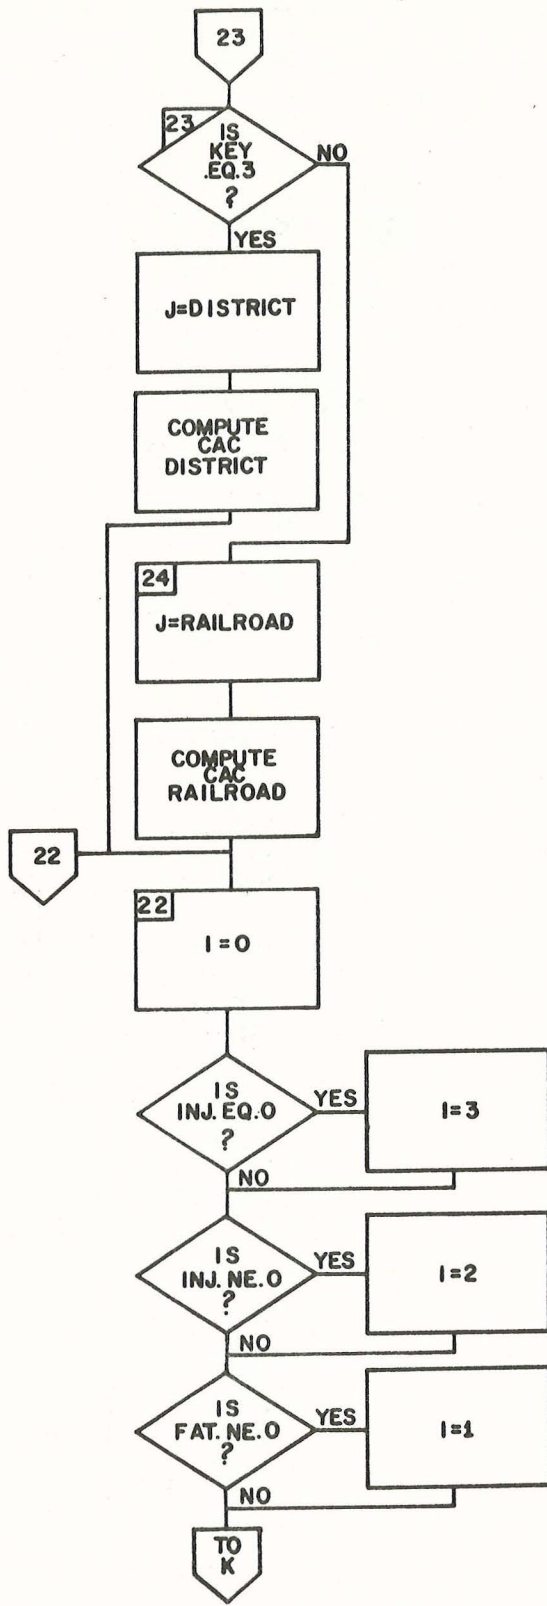 23
23
IS
KEY
.EQ.3
?
NO
YES
J=DISTRICT
COMPUTE
CAC
DISTRICT
24
J=RAILROAD
COMPUTE
CAC
RAILROAD
22
22
I=0
IS
INJ.EQ.0
?
YES
I=3
NO
IS
INJ.NE.0
?
YES
I=2
NO
IS
FAT.NE.0
?
YES
I=1
NO
TO
K